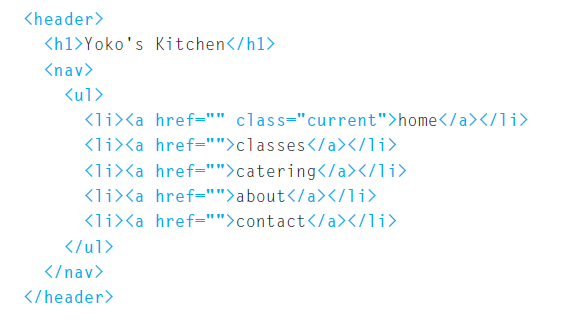 <header>
<h1>Yoko's Kitchen</h1>
<nav>
<ul>
<li><a href="" class="current">home</a></li>
<li><a href="">classes</a></li>
<li><a href="">catering</a></li>
<li><a href="">about</a></li>
<li><a href="">contact</a></li>
</ul>
</nav>
</header>